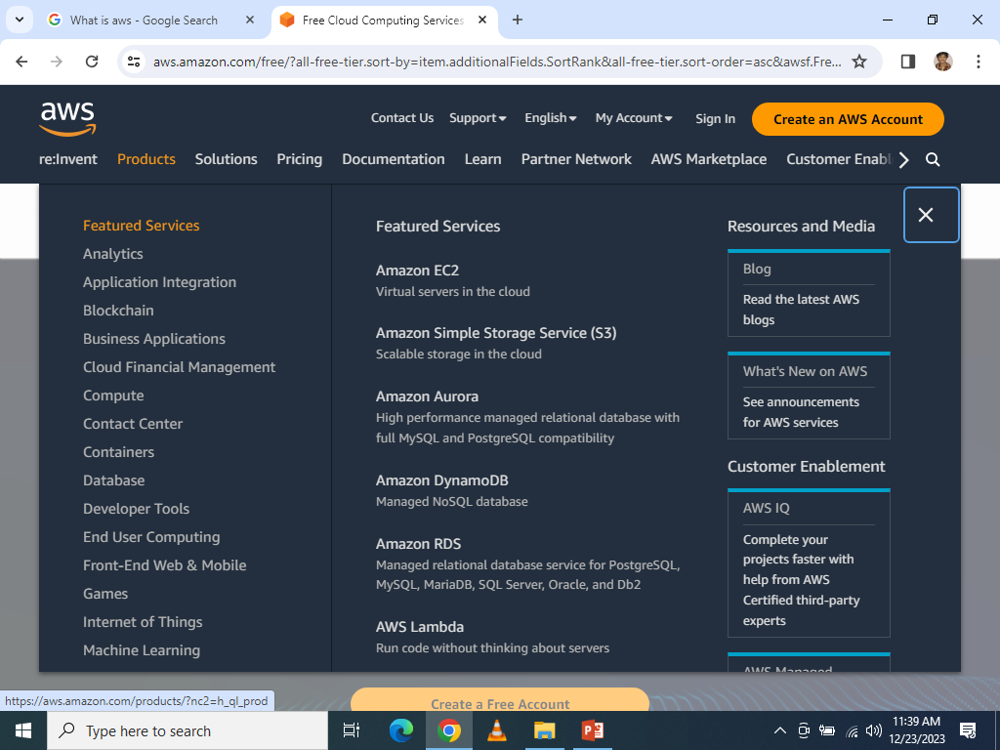 What is aws - Google Search
Free Cloud Computing Services
aws.amazon.com/free/?all-free-tier.sort-by=item.additionalFields.SortRank&all-free-tier.sort-order=asc&awsf.Fre...
aws
Contact Us Support English My Account Sign In Create an AWS Account
re:Invent Products Solutions Pricing Documentation Learn Partner Network AWS Marketplace Customer Enabl
Featured Services
Analytics
Application Integration
Blockchain
Business Applications
Cloud Financial Management
Compute
Contact Center
Containers
Database
Developer Tools
End User Computing
Front-End Web & Mobile
Games
Internet of Things
Machine Learning
Featured Services
Amazon EC2
Virtual servers in the cloud
Amazon Simple Storage Service (S3)
Scalable storage in the cloud
Amazon Aurora
High performance managed relational database with
full MySQL and PostgreSQL compatibility
Amazon DynamoDB
Managed NoSQL database
Amazon RDS
Managed relational database service for PostgreSQL,
MySQL, MariaDB, SQL Server, Oracle, and Db2
AWS Lambda
Run code without thinking about servers
Resources and Media
Blog
Read the latest AWS
blogs
What's New on AWS
See announcements
for AWS services
Customer Enablement
AWS IQ
Complete your
projects faster with
help from AWS
Certified third-party
experts
AWS Managed
https://aws.amazon.com/products/?nc2=h_ql_prod
Create a Free Account
Type here to search
11:39 AM
12/23/2023